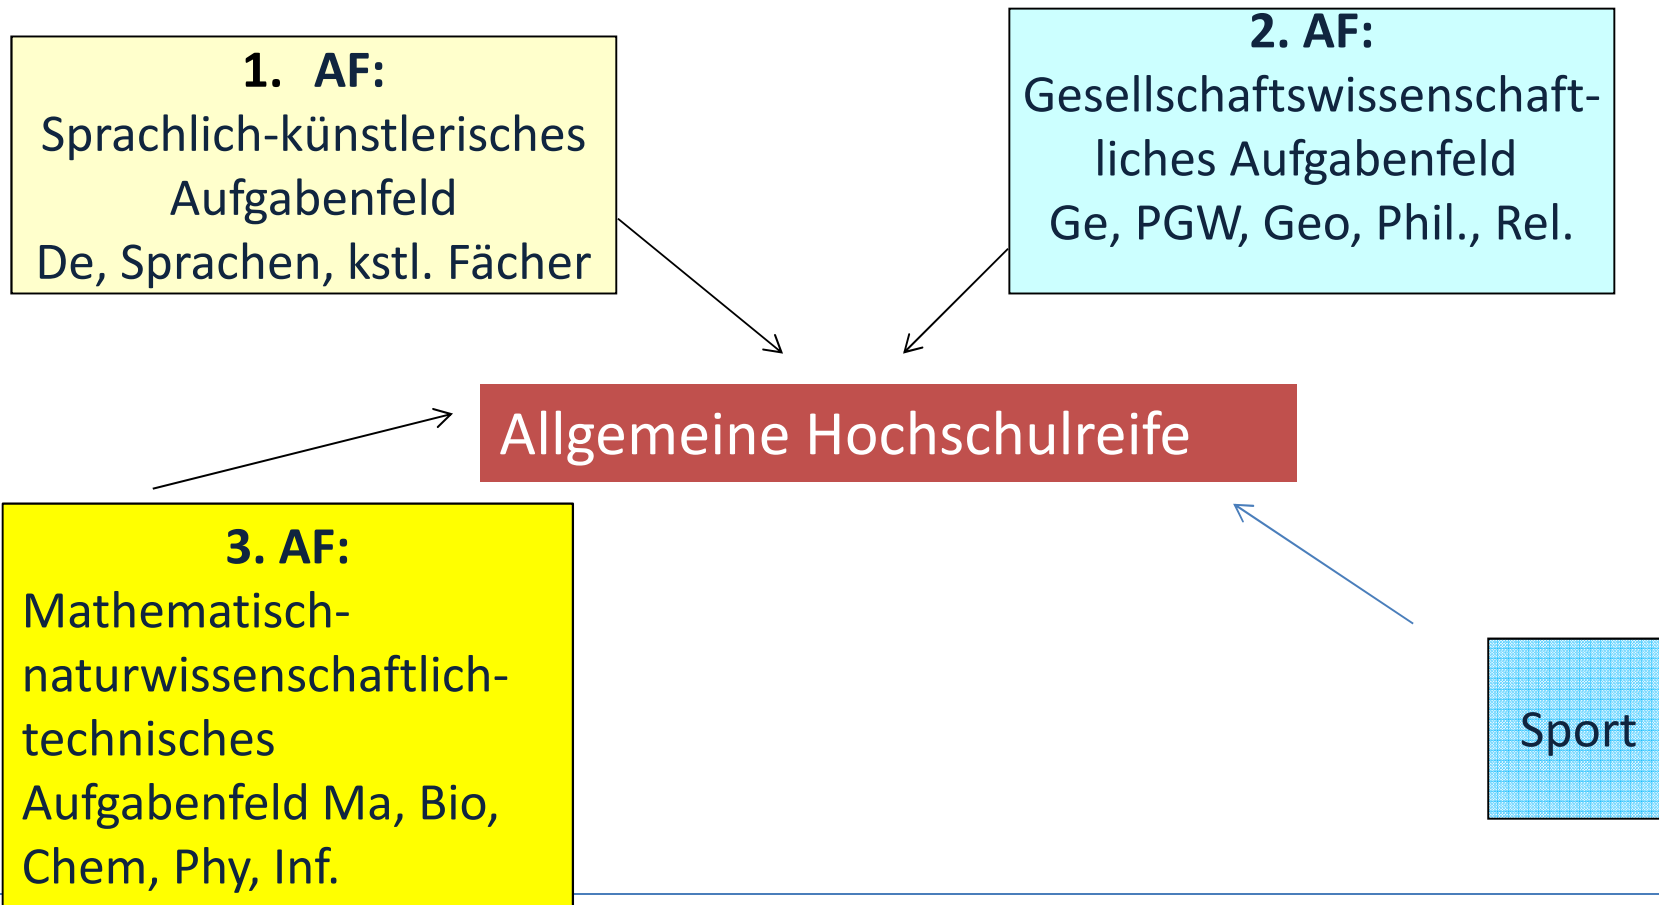 1. AF:
Sprachlich-künstlerisches
Aufgabenfeld
De, Sprachen, kstl. Fächer
2. AF:
Gesellschaftswissenschaft-
liches Aufgabenfeld
Ge, PGW, Geo, Phil., Rel.
Allgemeine Hochschulreife
3. AF:
Mathematisch-
naturwissenschaftlich-
technisches
Aufgabenfeld Ma, Bio,
Chem, Phy, Inf.
Sport